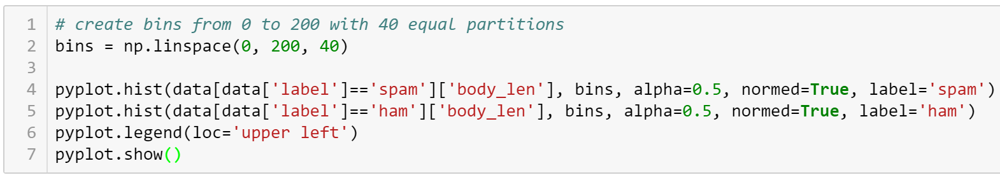 1 # create bins from 0 to 200 with 40 equal partitions
2 bins = np.linspace(0, 200, 40)
3
4 pyplot.hist(data[data['label']=='spam']['body_len'], bins, alpha=0.5, normed=True, label='spam')
5 pyplot.hist(data[data['label']=='ham']['body_len'], bins, alpha=0.5, normed=True, label='ham')
6 pyplot.legend(loc='upper left')
7 pyplot.show()